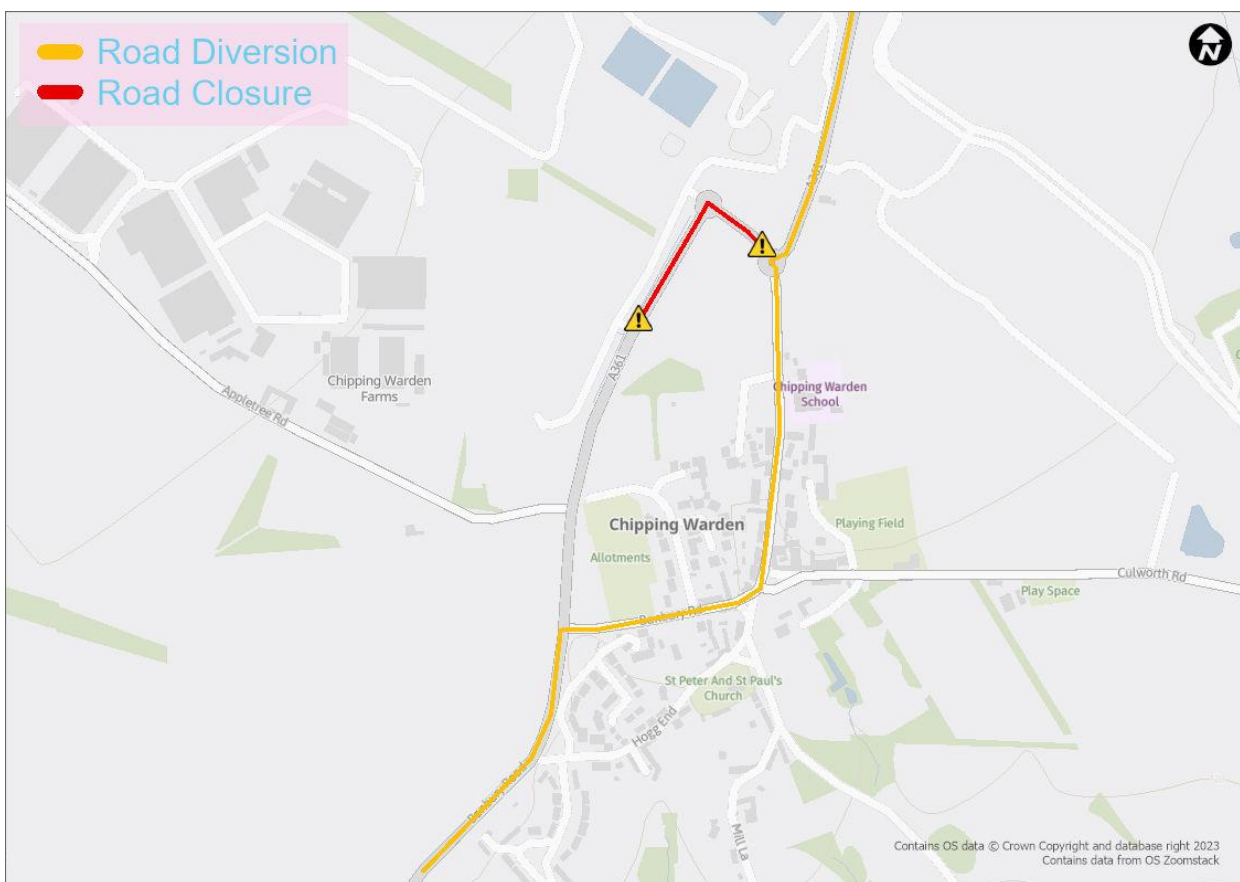 Road Diversion
Road Closure
N
A361
A361
Chipping Warden
Farms
Appletree Rd
Chipping Warden
School
Chipping Warden
Allotments
Playing Field
Banbury Rd
Culworth Rd
Play Space
St Peter And St Paul's
Church
Hogg End
Banbury Road
Mill La
Contains OS data © Crown Copyright and database right 2023
Contains data from OS Zoomstack